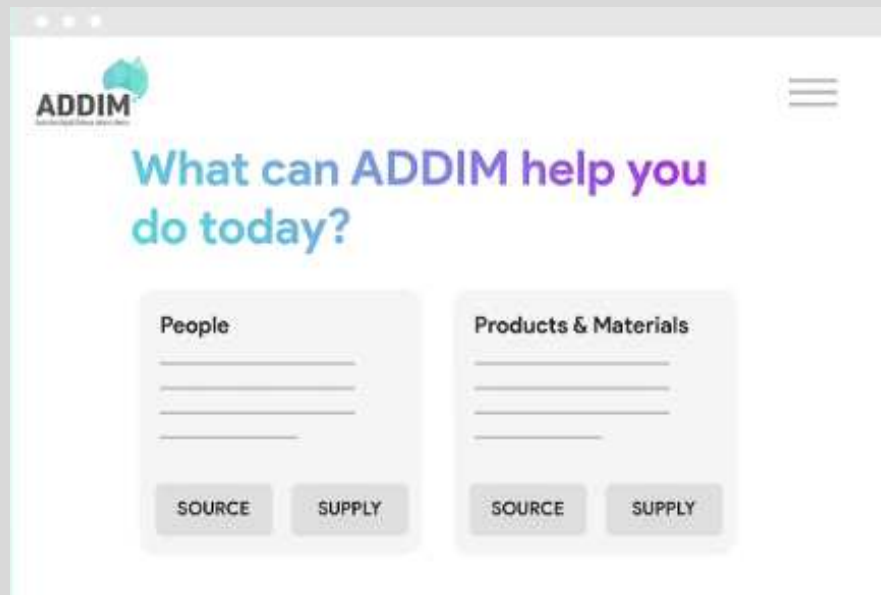 ADDIM
What can ADDIM help you
do today?
People
Products & Materials
SOURCE
SUPPLY
SOURCE
SUPPLY